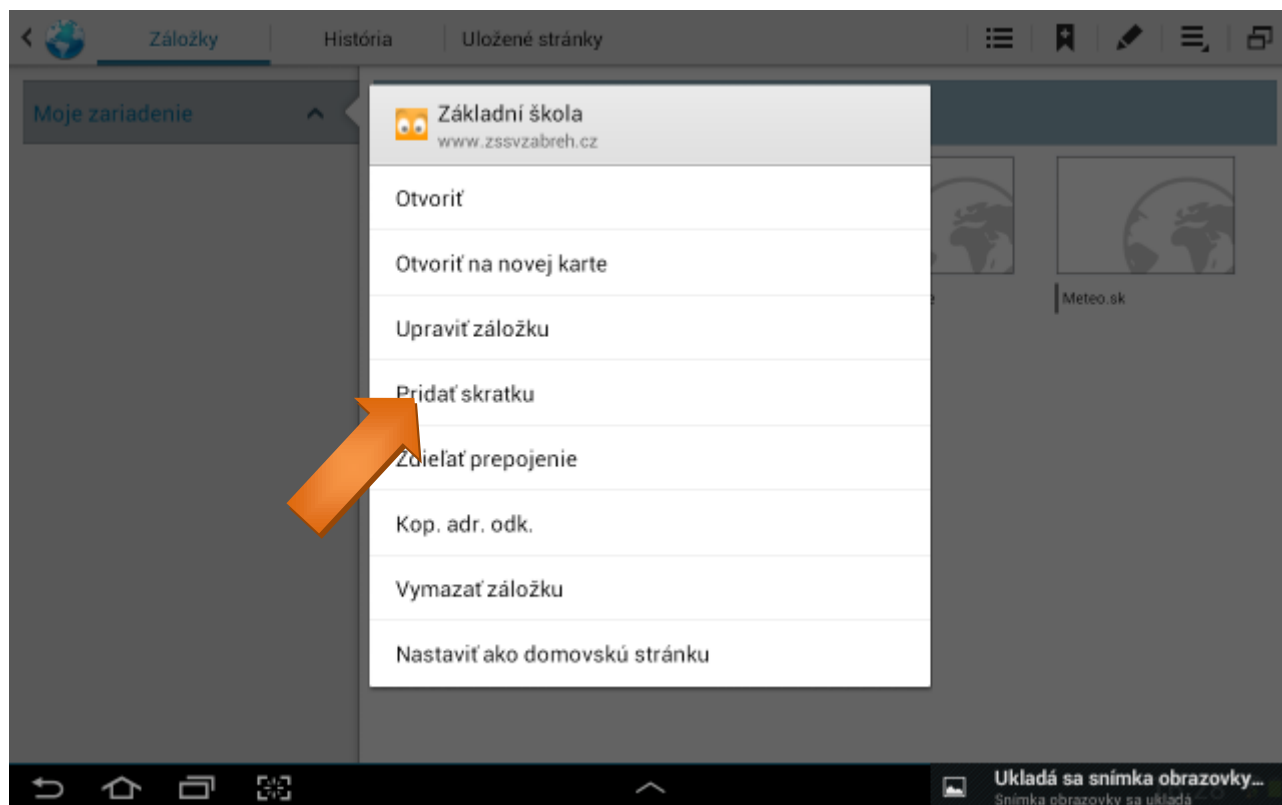 Záložky
História
Uložené stránky
Moje zariadenie
Základní škola
www.zssvzabreh.cz
Otvoriť
Otvoriť na novej karte
Upraviť záložku
Pridať skratku
Zdieľať prepojenie
Kop. adr. odk.
Vymazať záložku
Nastaviť ako domovskú stránku
Meteo.sk
Ukladá sa snímka obrazovky...
Snímka obrazovky sa ukladá